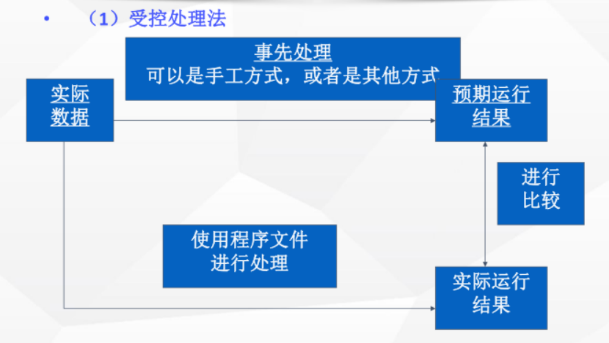 • （1）受控处理法
事先处理
可以是手工方式，或者是其他方式
实际
数据
预期运行
结果
进行
比较
使用程序文件
进行处理
实际运行
结果